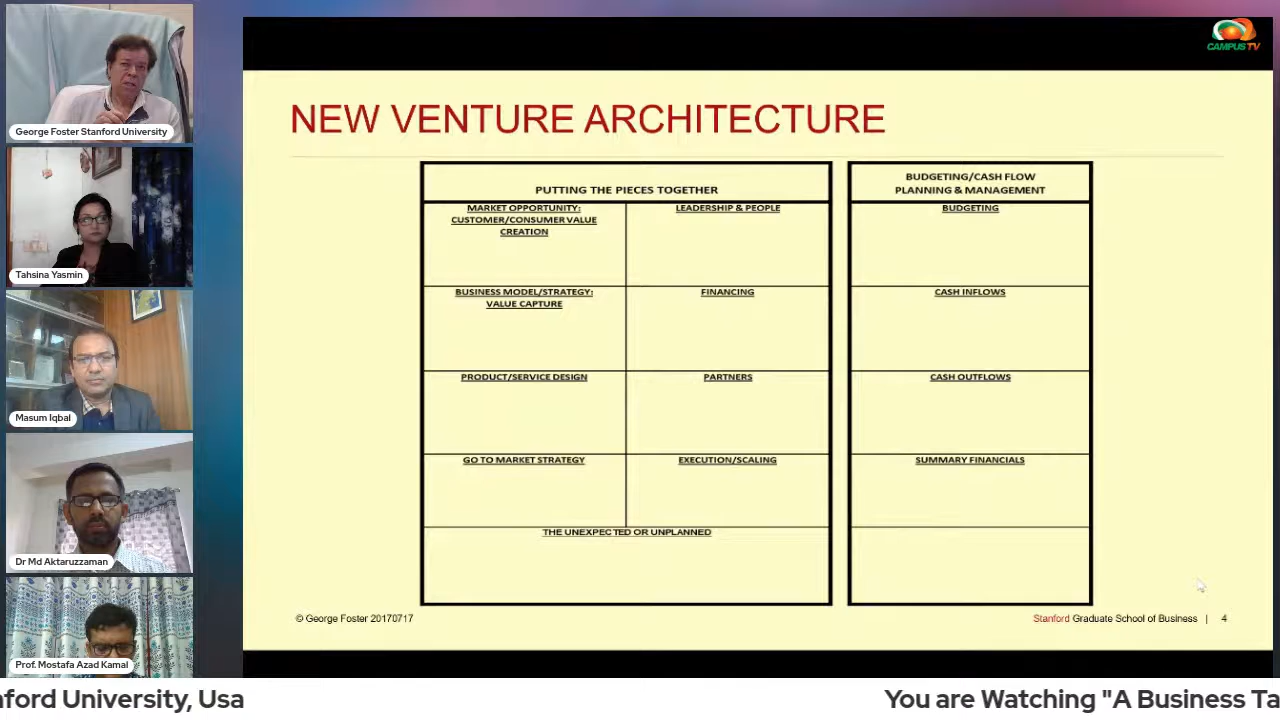 CAMPUS TV
George Foster Stanford University
Tahsina Yasmin
Masum Iqbal
Dr Md Aktaruzzaman
Prof. Mostafa Azad Kamal
NEW VENTURE ARCHITECTURE
PUTTING THE PIECES TOGETHER
MARKET OPPORTUNITY:
CUSTOMER/CONSUMER VALUE
CREATION
LEADERSHIP & PEOPLE
BUSINESS MODEL/STRATEGY:
VALUE CAPTURE
FINANCING
PRODUCT/SERVICE DESIGN
PARTNERS
GO TO MARKET STRATEGY
EXECUTION/SCALING
THE UNEXPECTED OR UNPLANNED
BUDGETING/CASH FLOW
PLANNING & MANAGEMENT
BUDGETING
CASH INFLOWS
CASH OUTFLOWS
SUMMARY FINANCIALS
© George Foster 20170717
Stanford Graduate School of Business | 4
nford University, Usa
You are Watching "A Business Ta